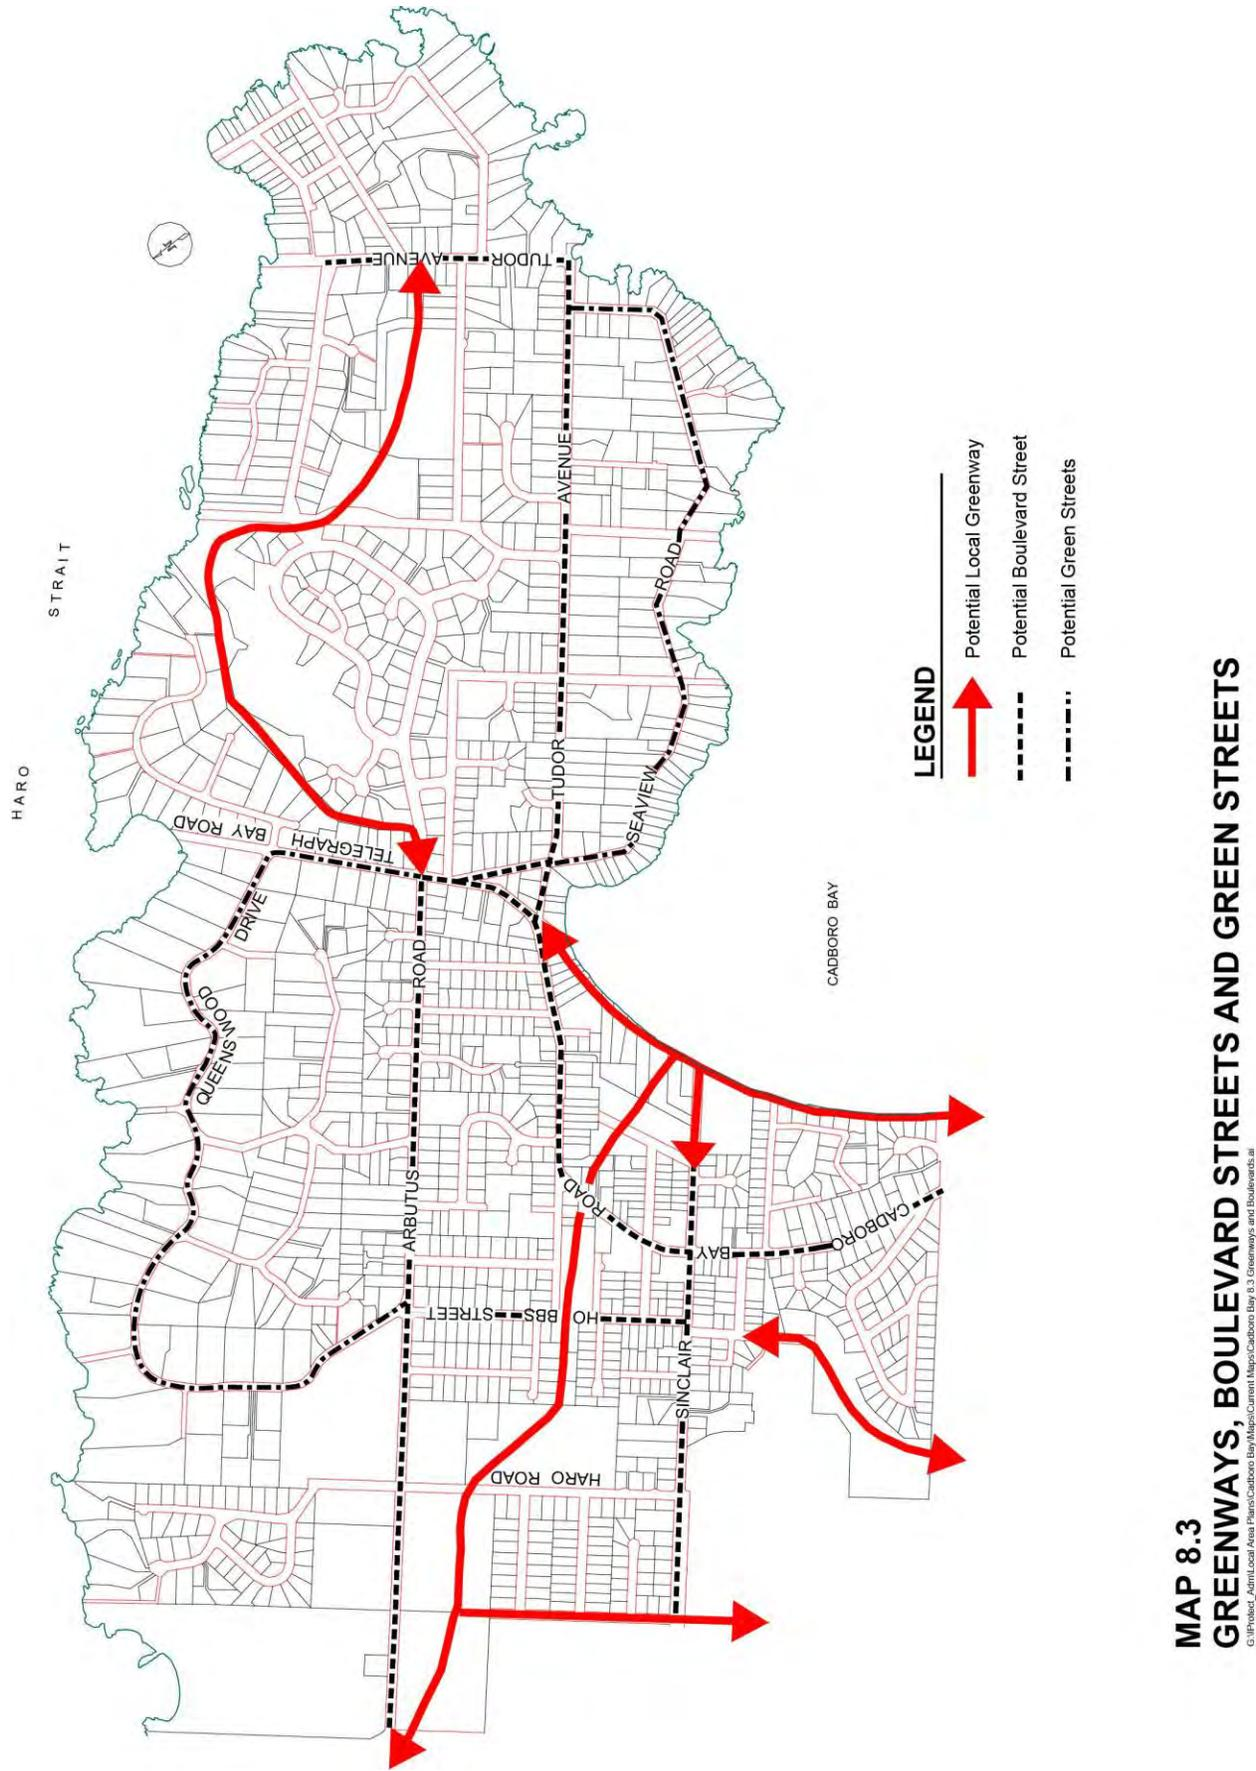 HARO STRAIT
TUDOR AVENUE
TUDOR AVENUE
SEAVIEW ROAD
TELEGRAPH BAY ROAD
QUEENSWOOD DRIVE
ARBUTUS ROAD
HOBBS STREET
CADBORO BAY ROAD
SINCLAIR
HARO ROAD
CADBORO BAY
N
LEGEND
Potential Local Greenway
Potential Boulevard Street
Potential Green Streets
MAP 8.3
GREENWAYS, BOULEVARD STREETS AND GREEN STREETS